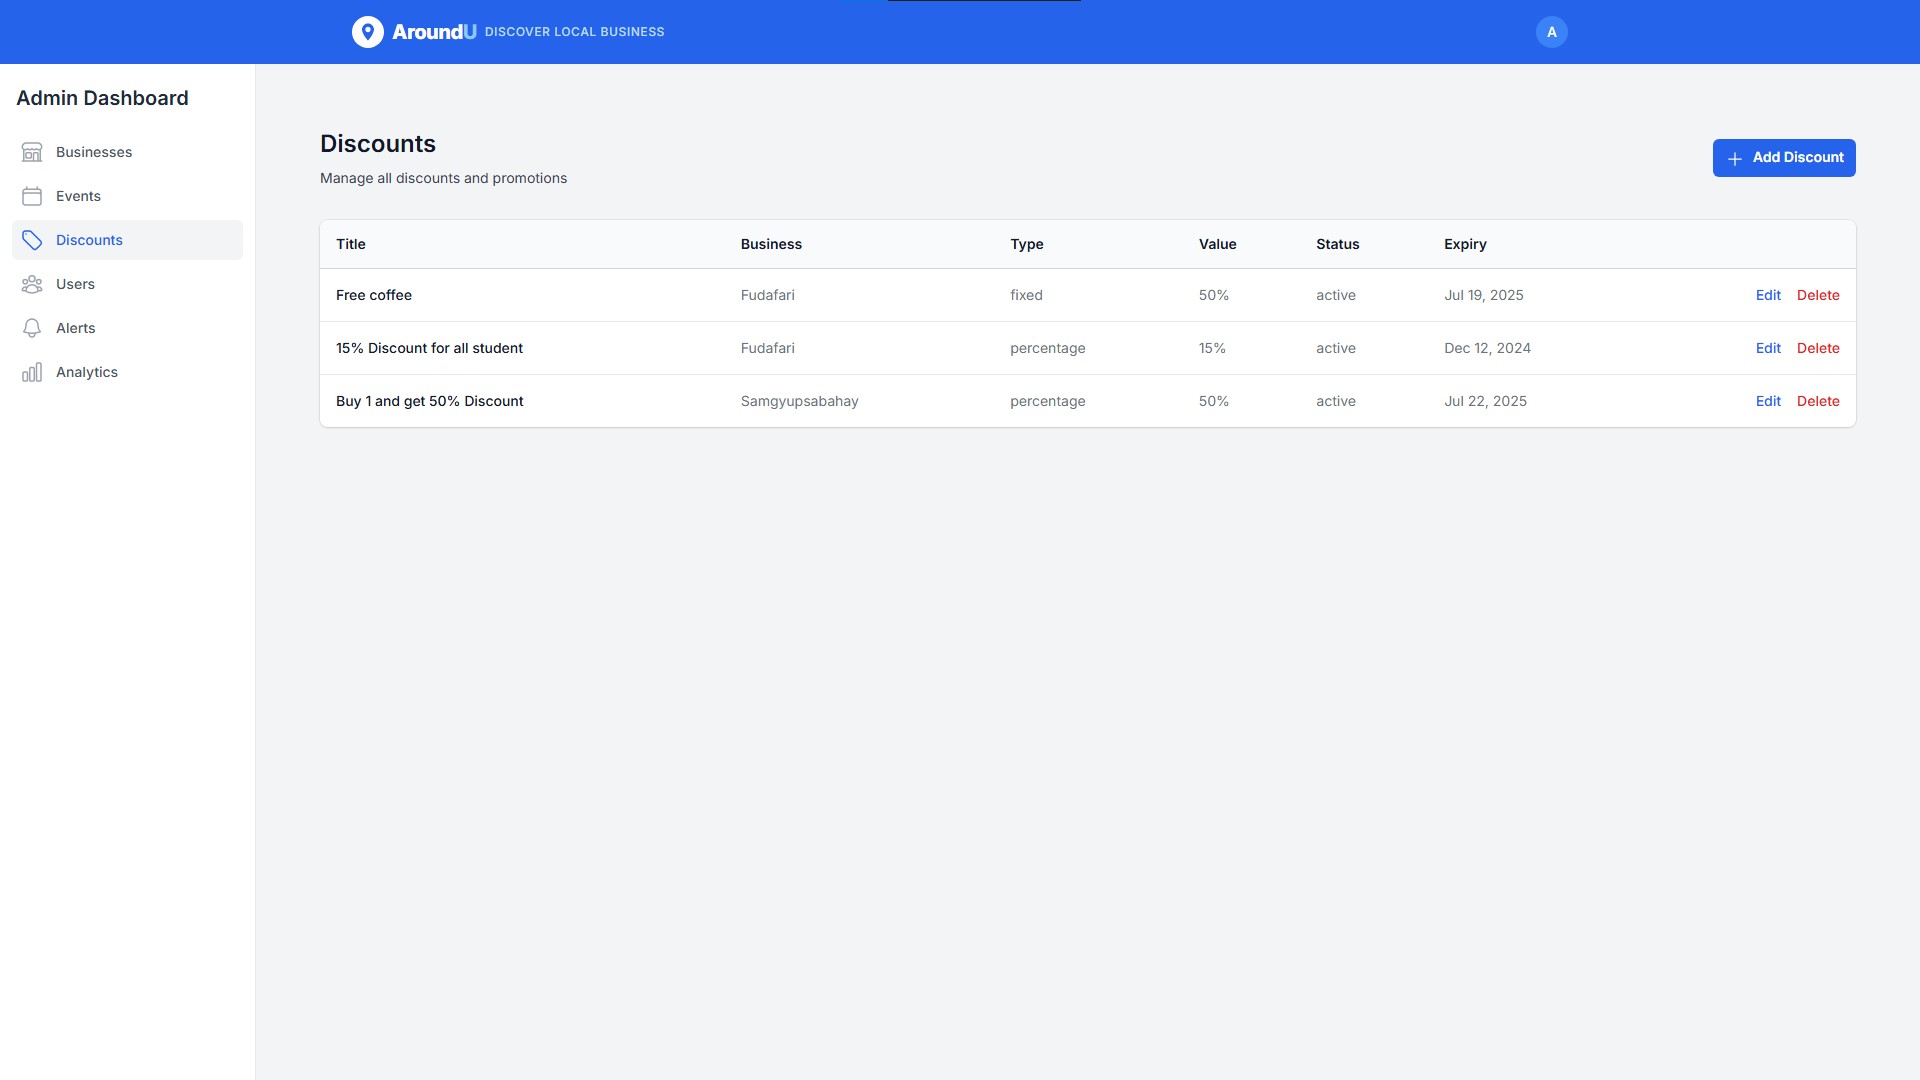 AroundU DISCOVER LOCAL BUSINESS A
Admin Dashboard
Businesses
Events
Discounts
Users
Alerts
Analytics
Discounts
Manage all discounts and promotions
Add Discount
Title Business Type Value Status Expiry
Free coffee Fudafari fixed 50% active Jul 19, 2025 Edit Delete
15% Discount for all student Fudafari percentage 15% active Dec 12, 2024 Edit Delete
Buy 1 and get 50% Discount Samgyupsabahay percentage 50% active Jul 22, 2025 Edit Delete